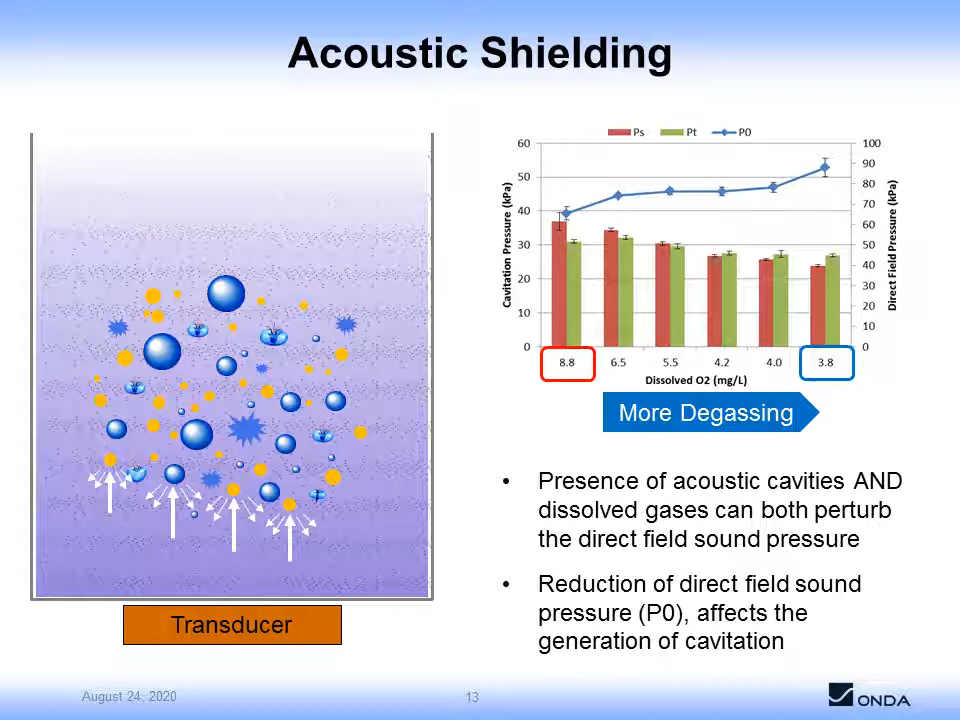 Acoustic Shielding
Ps Pt P0
60
50
40
30
20
10
0
Cavitation Pressure (kPa)
100
90
80
70
60
50
40
30
20
10
0
Direct Field Pressure (kPa)
8.8 6.5 5.5 4.2 4.0 3.8
Dissolved O2 (mg/L)
More Degassing
• Presence of acoustic cavities AND
dissolved gases can both perturb
the direct field sound pressure
• Reduction of direct field sound
pressure (P0), affects the
generation of cavitation
Transducer
August 24, 2020
13
ONDA